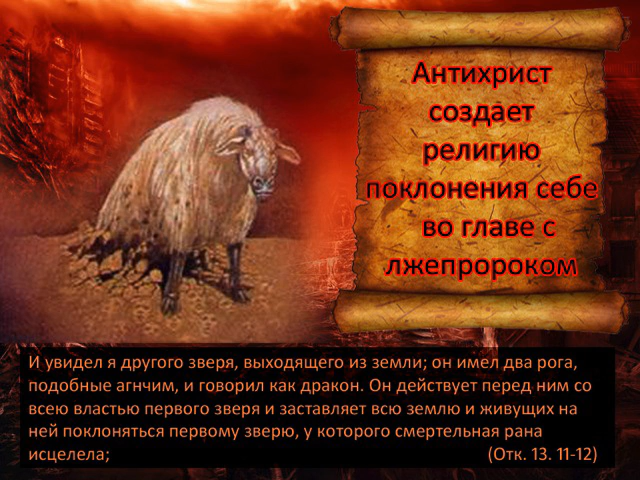 Антихрист
создает
религию
поклонения себе
во главе с
лжепророком
И увидел я другого зверя, выходящего из земли; он имел два рога,
подобные агнчим, и говорил как дракон. Он действует перед ним со
всею властью первого зверя и заставляет всю землю и живущих на
ней поклоняться первому зверю, у которого смертельная рана
исцелела; (Отк. 13. 11-12)